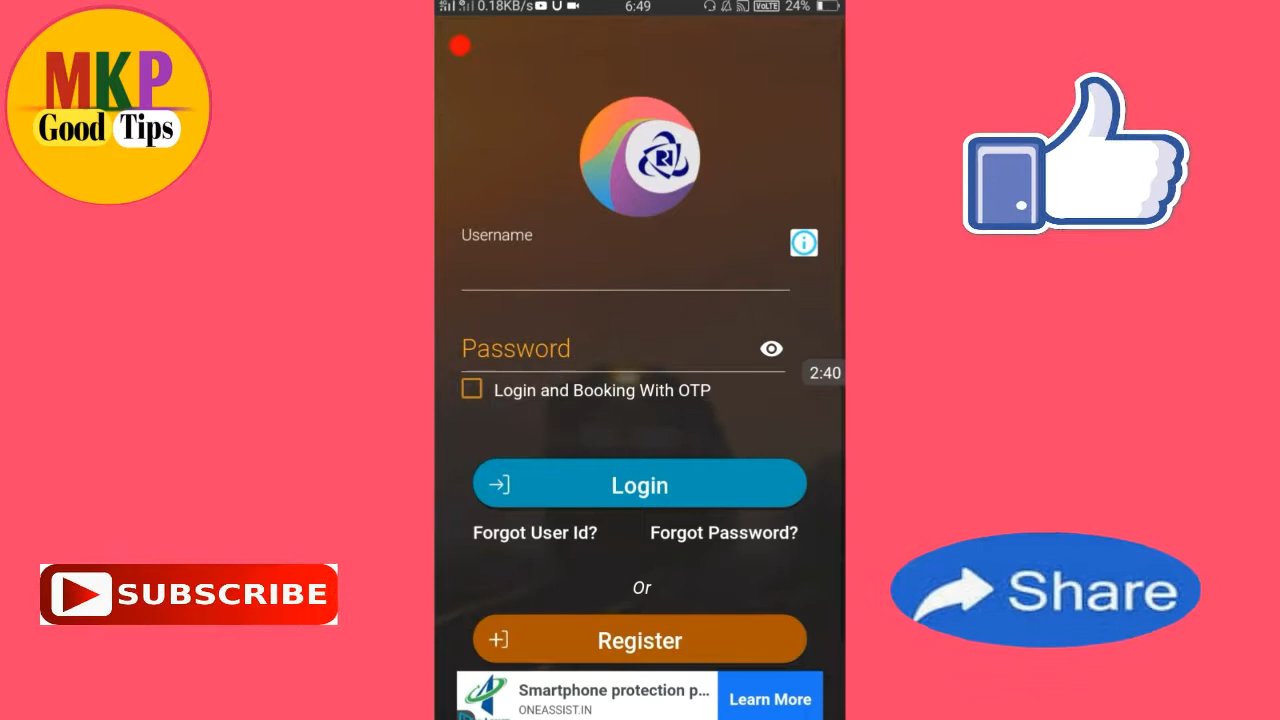 0.18KB/s
6:49
VoLTE
24%
MKP
Good Tips
Username
Password
2:40
Login and Booking With OTP
Login
Forgot User Id?
Forgot Password?
Or
Register
SUBSCRIBE
Share
Smartphone protection p...
ONEASSIST.IN
Learn More